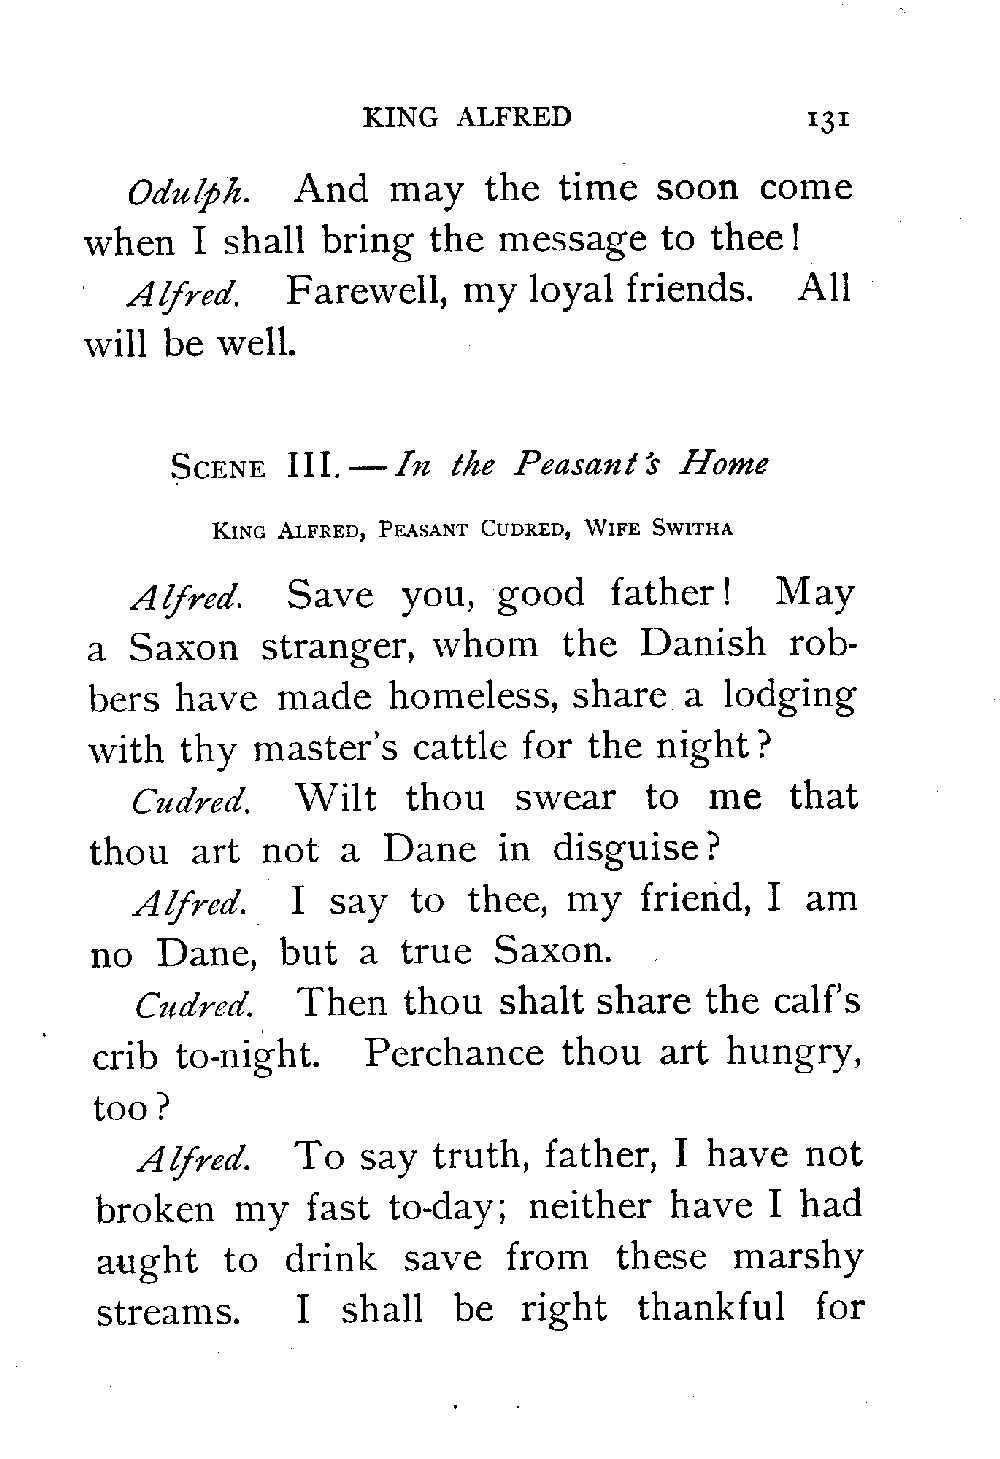 KING ALFRED 131
Odulph. And may the time soon come
when I shall bring the message to thee!
Alfred. Farewell, my loyal friends. All
will be well.
SCENE III.—In the Peasant's Home
KING ALFRED, PEASANT CUDRED, WIFE SWITHA
Alfred. Save you, good father! May
a Saxon stranger, whom the Danish rob-
bers have made homeless, share a lodging
with thy master's cattle for the night?
Cudred. Wilt thou swear to me that
thou art not a Dane in disguise?
Alfred. I say to thee, my friend, I am
no Dane, but a true Saxon.
Cudred. Then thou shalt share the calf's
crib to-night. Perchance thou art hungry,
too?
Alfred. To say truth, father, I have not
broken my fast to-day; neither have I had
aught to drink save from these marshy
streams. I shall be right thankful for